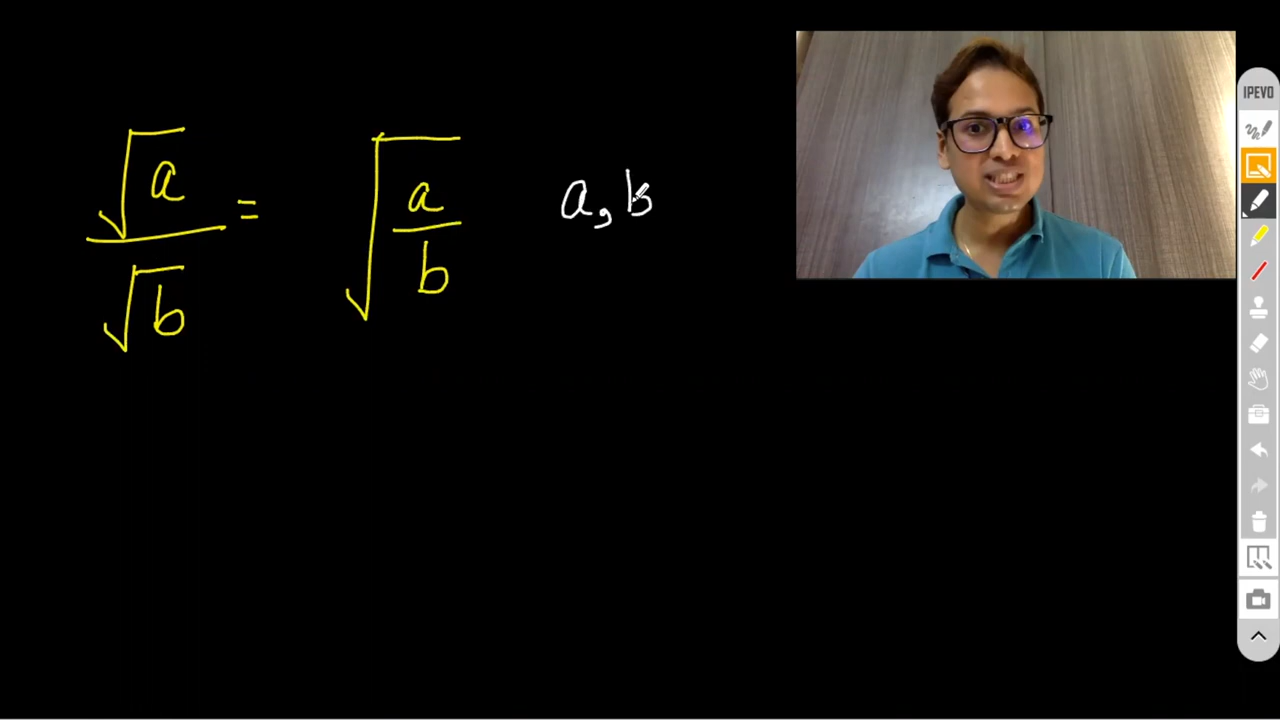 √a / √b = √(a/b) a, b
IPEVO